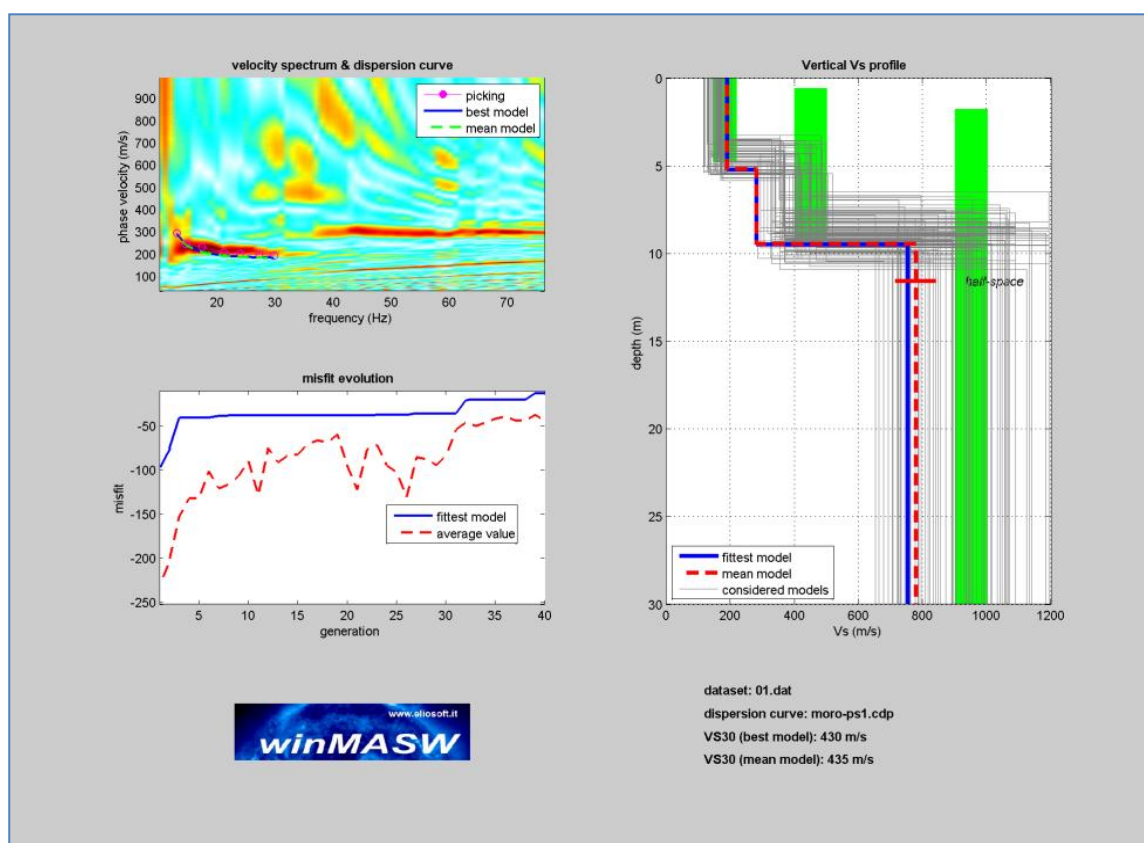 velocity spectrum & dispersion curve
900
800
700
600
500
400
300
200
100
phase velocity (m/s)
picking
best model
mean model
20
30
40
50
60
70
frequency (Hz)
misfit evolution
-50
-100
-150
-200
-250
misfit
fittest model
average value
5
10
15
20
25
30
35
40
generation
www.eliosoft.it
winMASW
Vertical Vs profile
0
5
10
15
20
25
30
depth (m)
half-space
fittest model
mean model
considered models
0
200
400
600
800
1000
1200
Vs (m/s)
dataset: 01.dat
dispersion curve: moro-ps1.cdp
VS30 (best model): 430 m/s
VS30 (mean model): 435 m/s